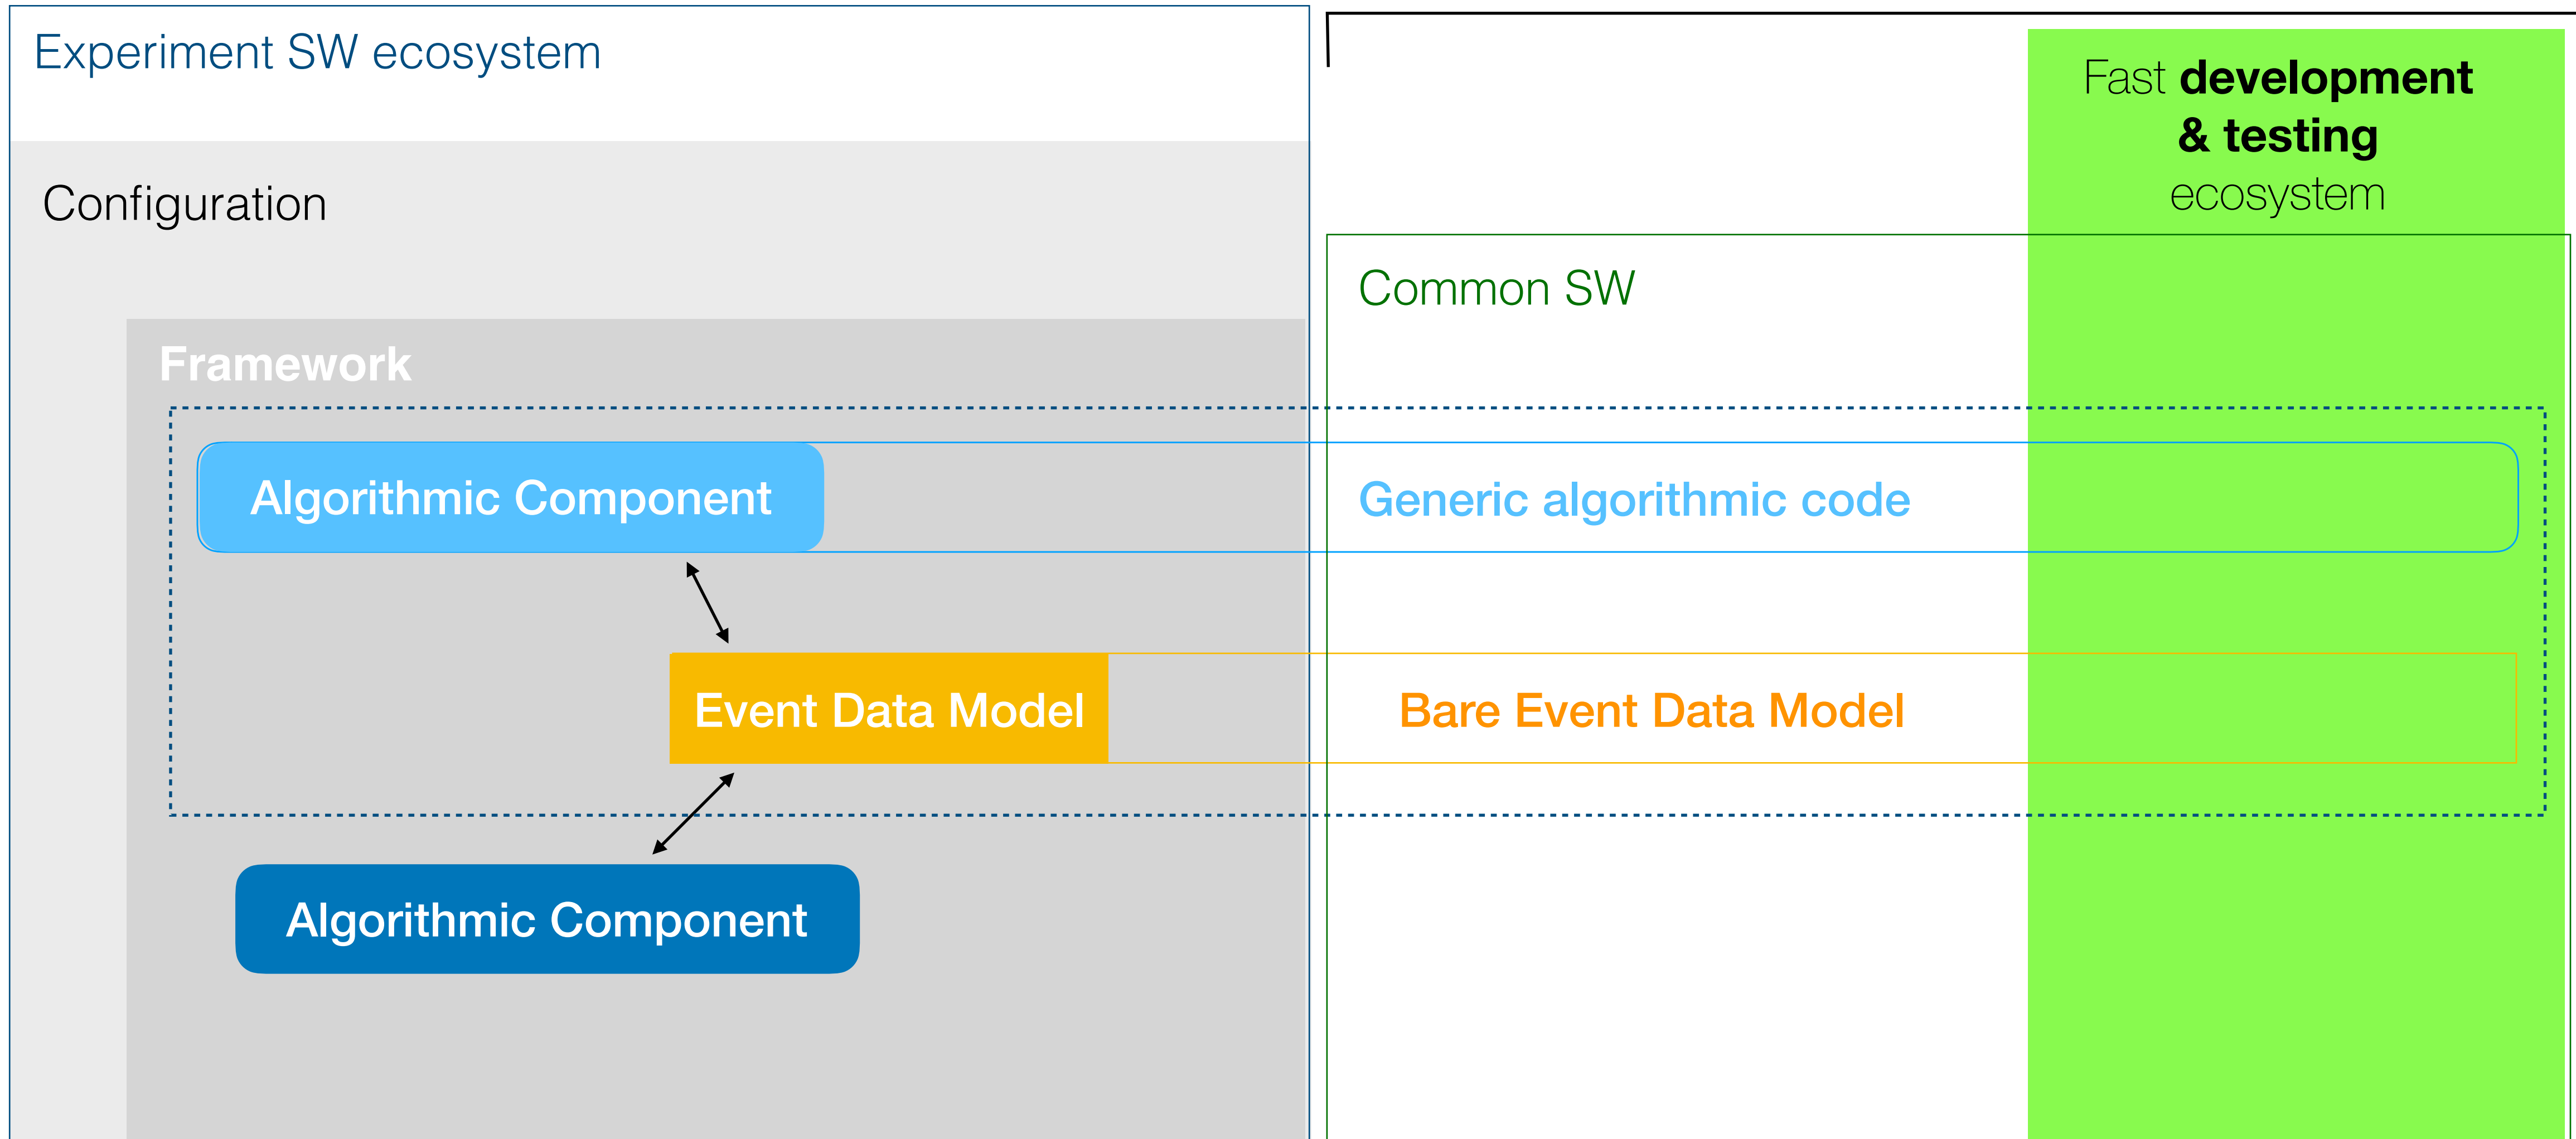 Experiment SW ecosystem
Fast development
& testing
ecosystem
Configuration
Common SW
Framework
Algorithmic Component
Generic algorithmic code
Event Data Model
Bare Event Data Model
Algorithmic Component